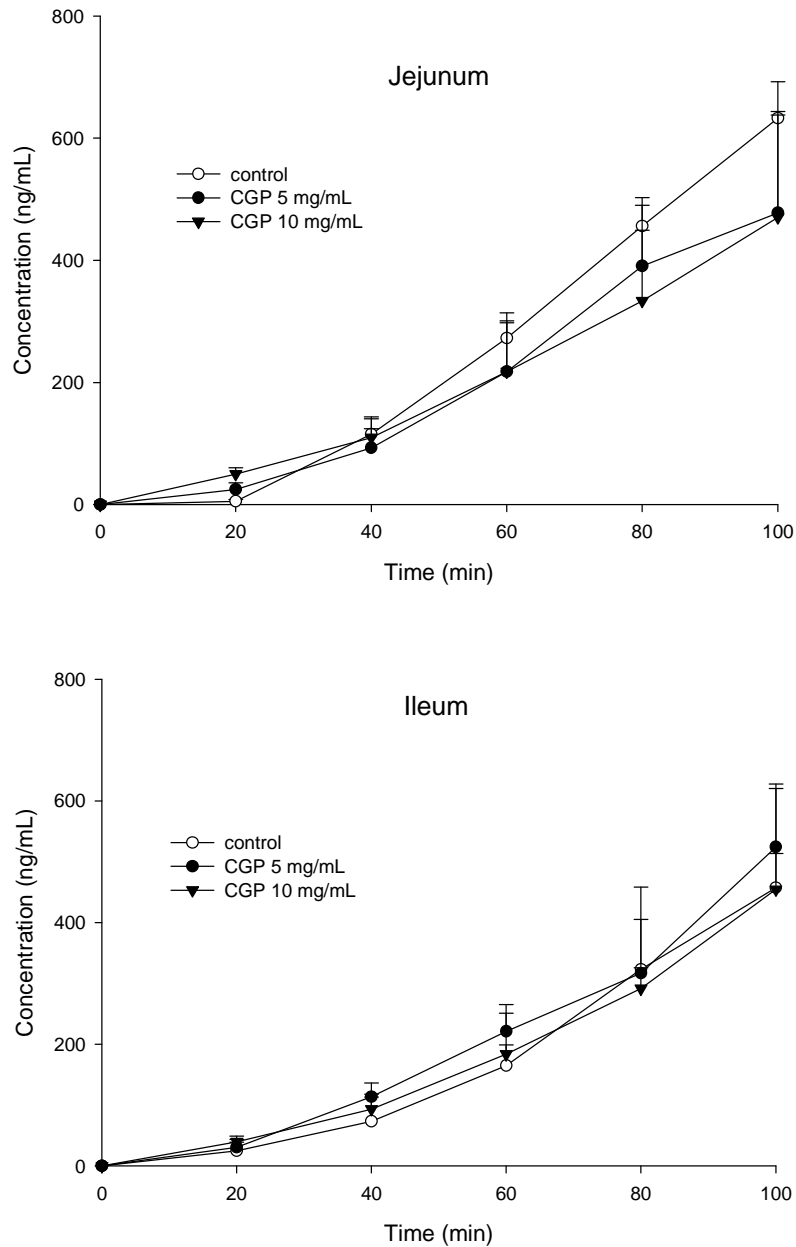 800
Jejunum
600
control
CGP 5 mg/mL
CGP 10 mg/mL
Concentration (ng/mL)
400
200
0
0 20 40 60 80 100
Time (min)
800
Ileum
600
control
CGP 5 mg/mL
CGP 10 mg/mL
Concentration (ng/mL)
400
200
0
0 20 40 60 80 100
Time (min)